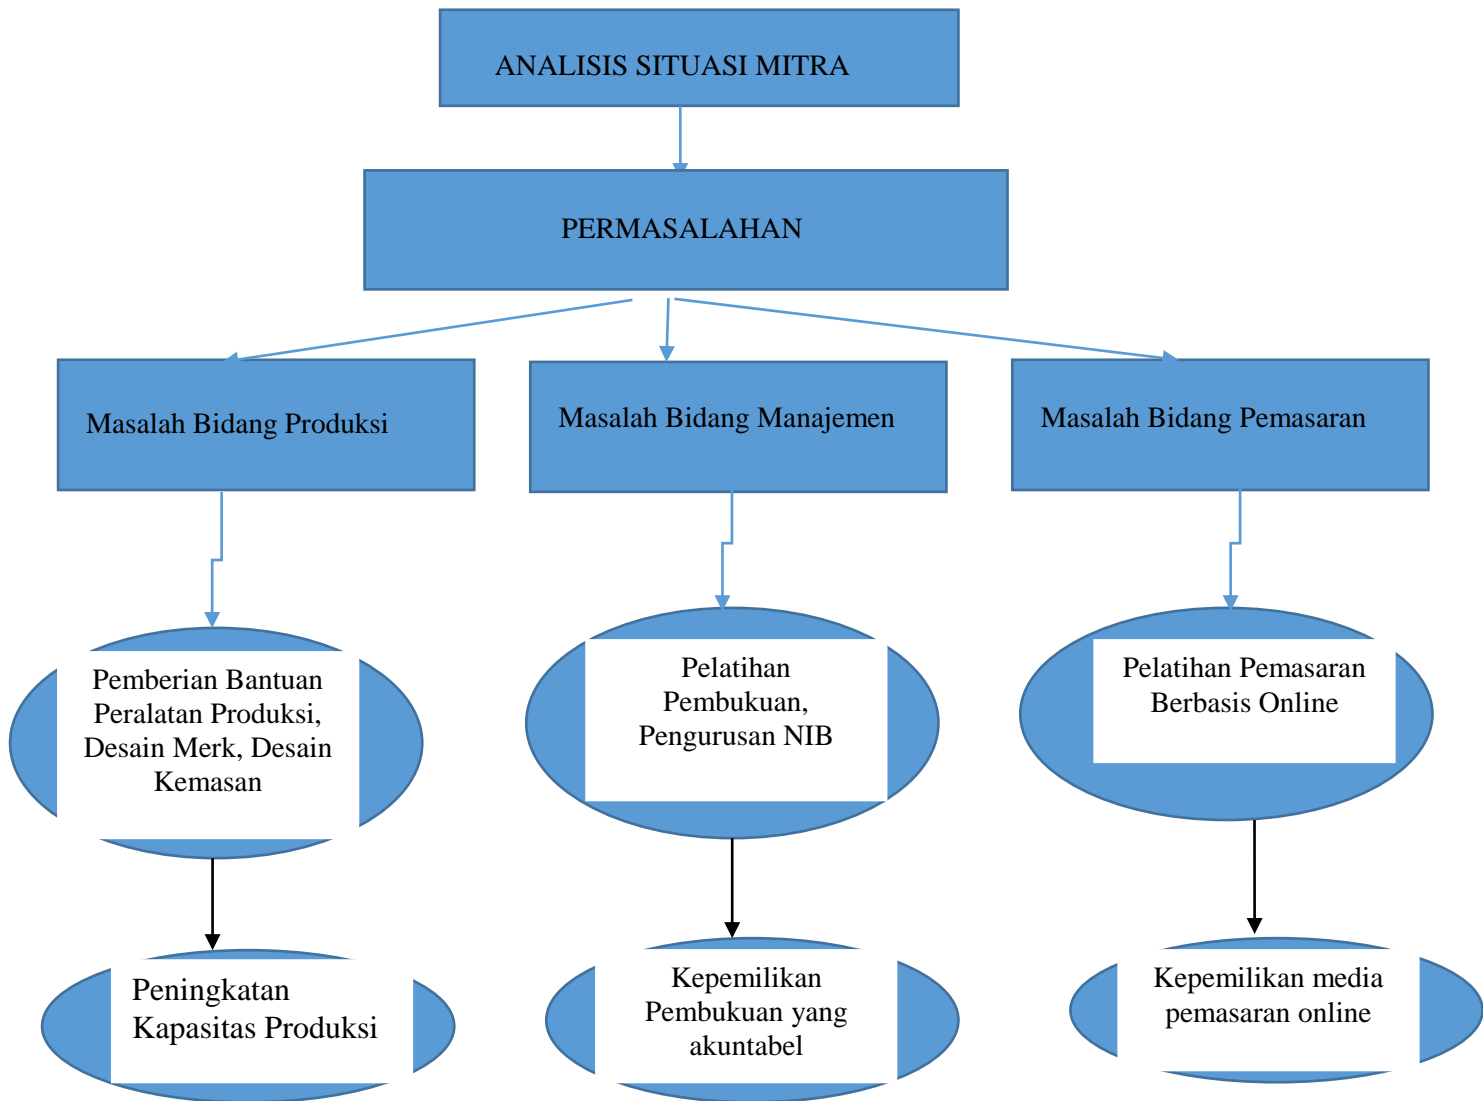 ANALISIS SITUASI MITRA
PERMASALAHAN
Masalah Bidang Produksi
Masalah Bidang Manajemen
Masalah Bidang Pemasaran
Pemberian Bantuan
Peralatan Produksi,
Desain Merk, Desain
Kemasan
Pelatihan
Pembukuan,
Pengurusan NIB
Pelatihan Pemasaran
Berbasis Online
Peningkatan
Kapasitas Produksi
Kepemilikan
Pembukuan yang
akuntabel
Kepemilikan media
pemasaran online